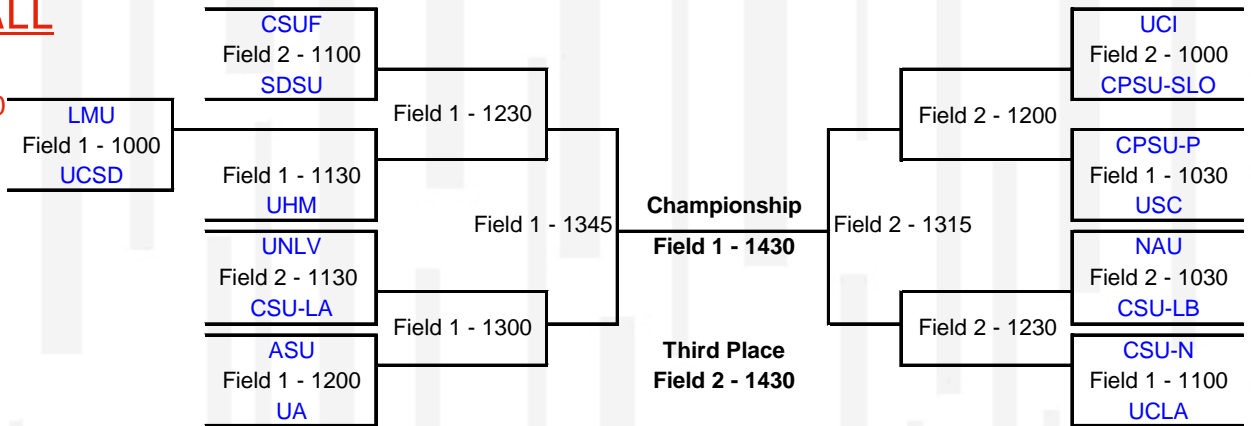 ALL
CSUF
Field 2 - 1100
SDSU
LMU
Field 1 - 1000
UCSD
Field 1 - 1230
Field 1 - 1130
UHM
UNLV
Field 2 - 1130
CSU-LA
Field 1 - 1300
ASU
Field 1 - 1200
UA
Field 1 - 1345
Championship
Field 1 - 1430
Third Place
Field 2 - 1430
Field 2 - 1315
UCI
Field 2 - 1000
CPSU-SLO
Field 2 - 1200
CPSU-P
Field 1 - 1030
USC
NAU
Field 2 - 1030
CSU-LB
Field 2 - 1230
CSU-N
Field 1 - 1100
UCLA